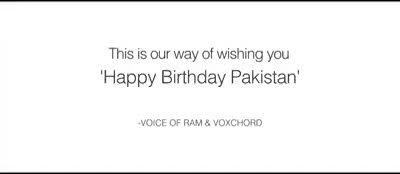 This is our way of wishing you
'Happy Birthday Pakistan'
-VOICE OF RAM & VOXCHORD